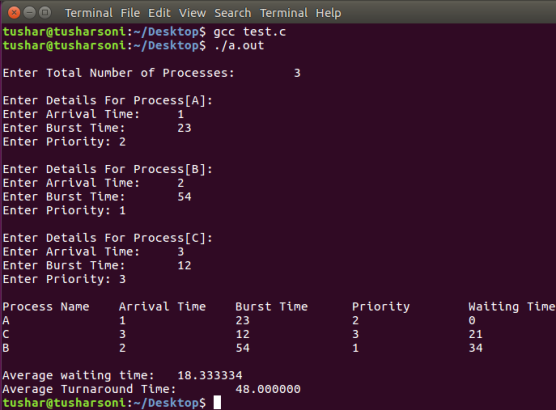 Terminal File Edit View Search Terminal Help
tushar@tusharsoni:~/Desktop$ gcc test.c
tushar@tusharsoni:~/Desktop$ ./a.out
Enter Total Number of Processes: 3
Enter Details For Process[A]:
Enter Arrival Time: 1
Enter Burst Time: 23
Enter Priority: 2
Enter Details For Process[B]:
Enter Arrival Time: 2
Enter Burst Time: 54
Enter Priority: 1
Enter Details For Process[C]:
Enter Arrival Time: 3
Enter Burst Time: 12
Enter Priority: 3
Process Name Arrival Time Burst Time Priority Waiting Time
A 1 23 2 0
C 3 12 3 21
B 2 54 1 34
Average waiting time: 18.333334
Average Turnaround Time: 48.000000
tushar@tusharsoni:~/Desktop$